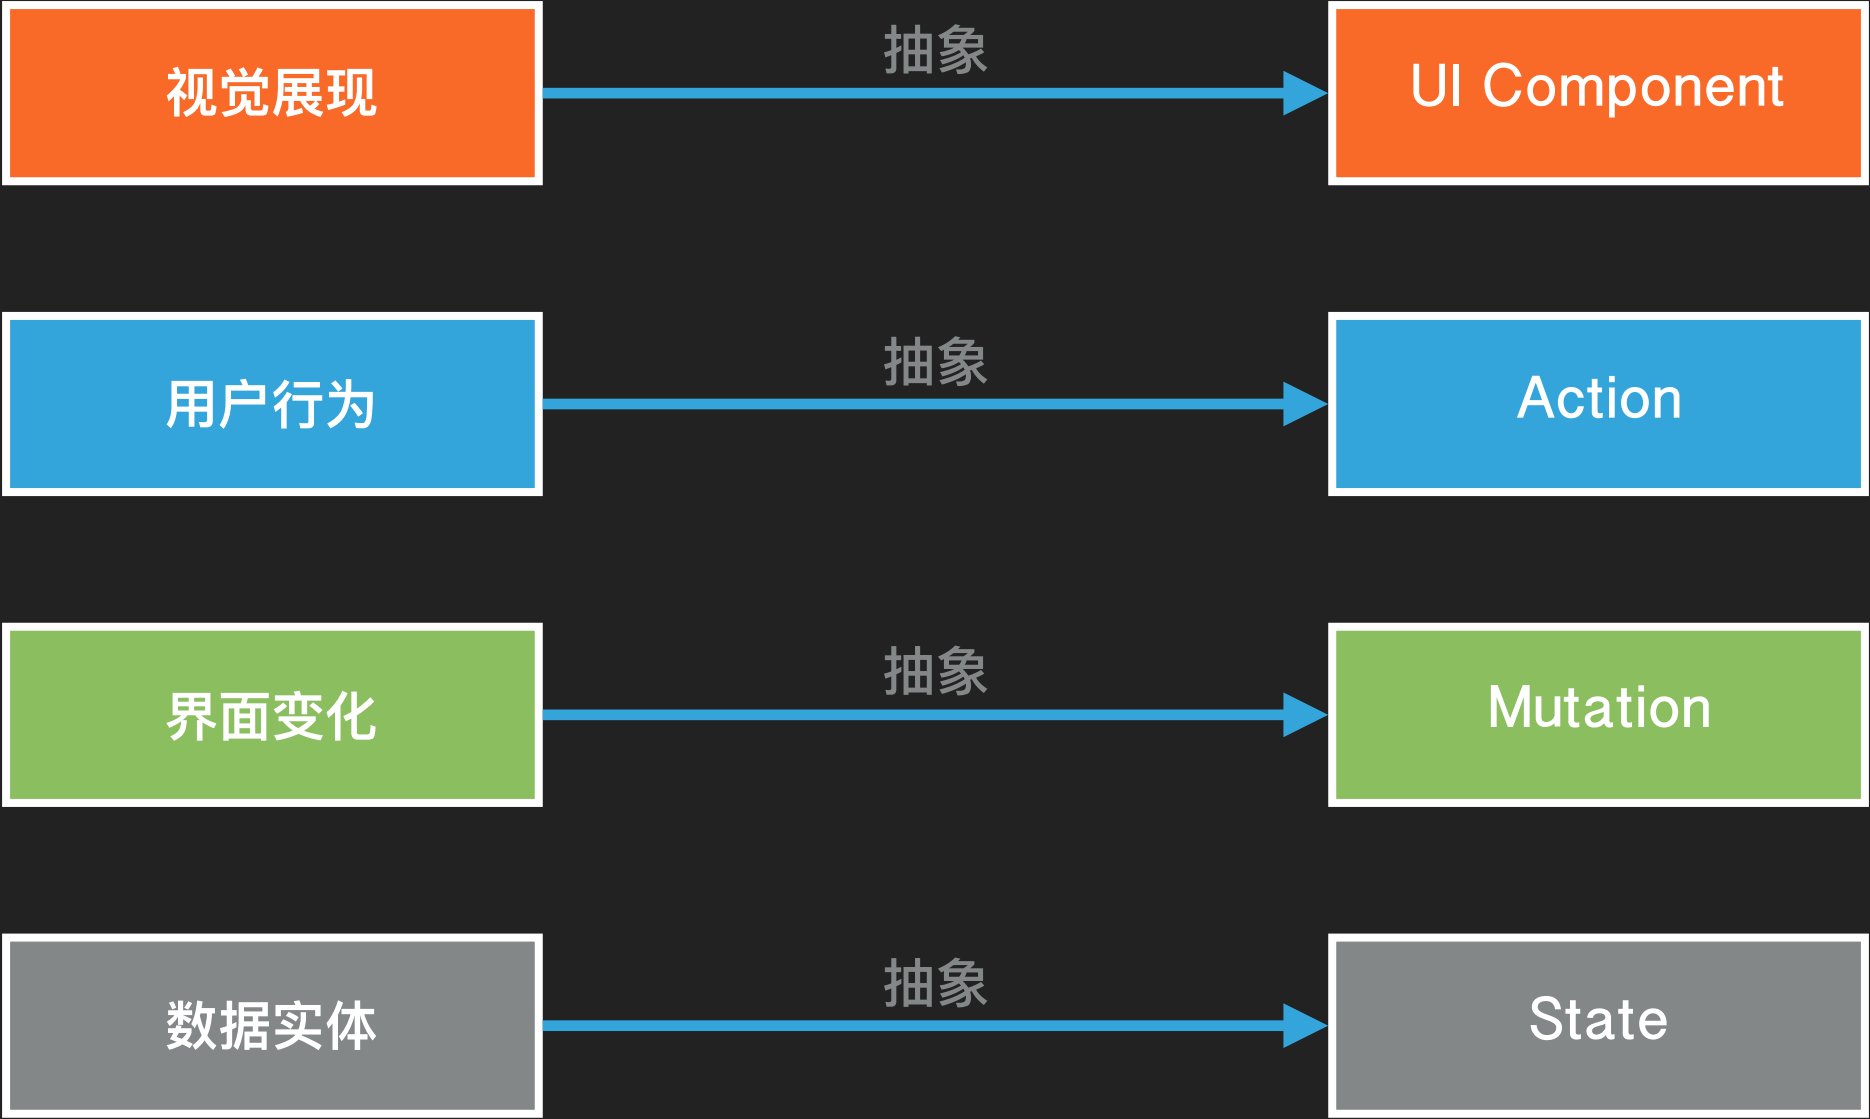 视觉展现
抽象
UI Component
用户行为
抽象
Action
界面变化
抽象
Mutation
数据实体
抽象
State